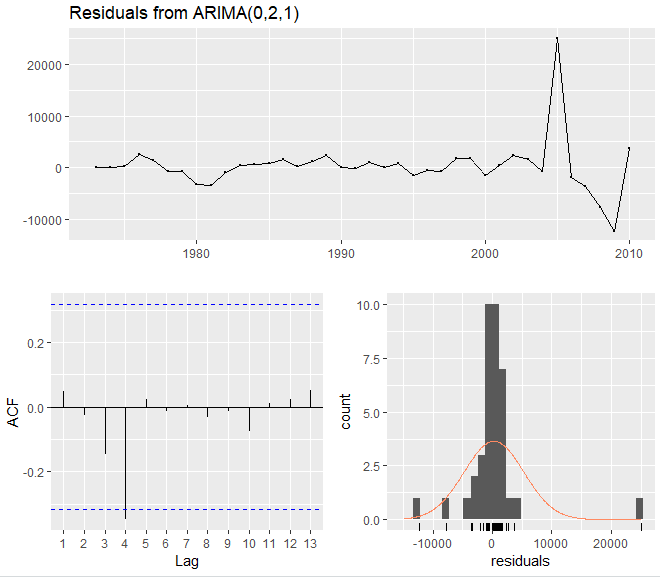 Residuals from ARIMA(0,2,1)
20000
10000
0
-10000
1980 1990 2000 2010
ACF
0.2
0.0
-0.2
1 2 3 4 5 6 7 8 9 10 11 12 13
Lag
count
10.0
7.5
5.0
2.5
0.0
-10000 0 10000 20000
residuals